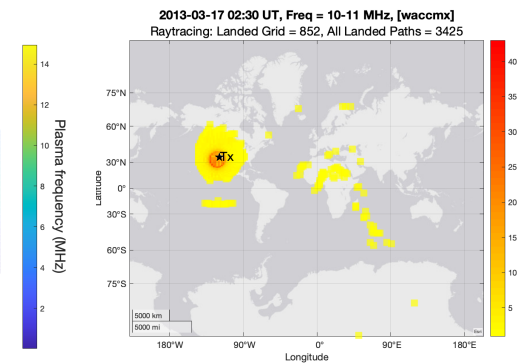 2013-03-17 02:30 UT, Freq = 10-11 MHz, [waccmx]
Raytracing: Landed Grid = 852, All Landed Paths = 3425
14
12
10
8
6
4
2
Plasma frequency (MHz)
75°N
60°N
30°N
0°
30°S
60°S
75°S
Latitude
Tx
5000 km
5000 mi
Esri
180°W
90°W
0°
90°E
180°E
Longitude
40
35
30
25
20
15
10
5